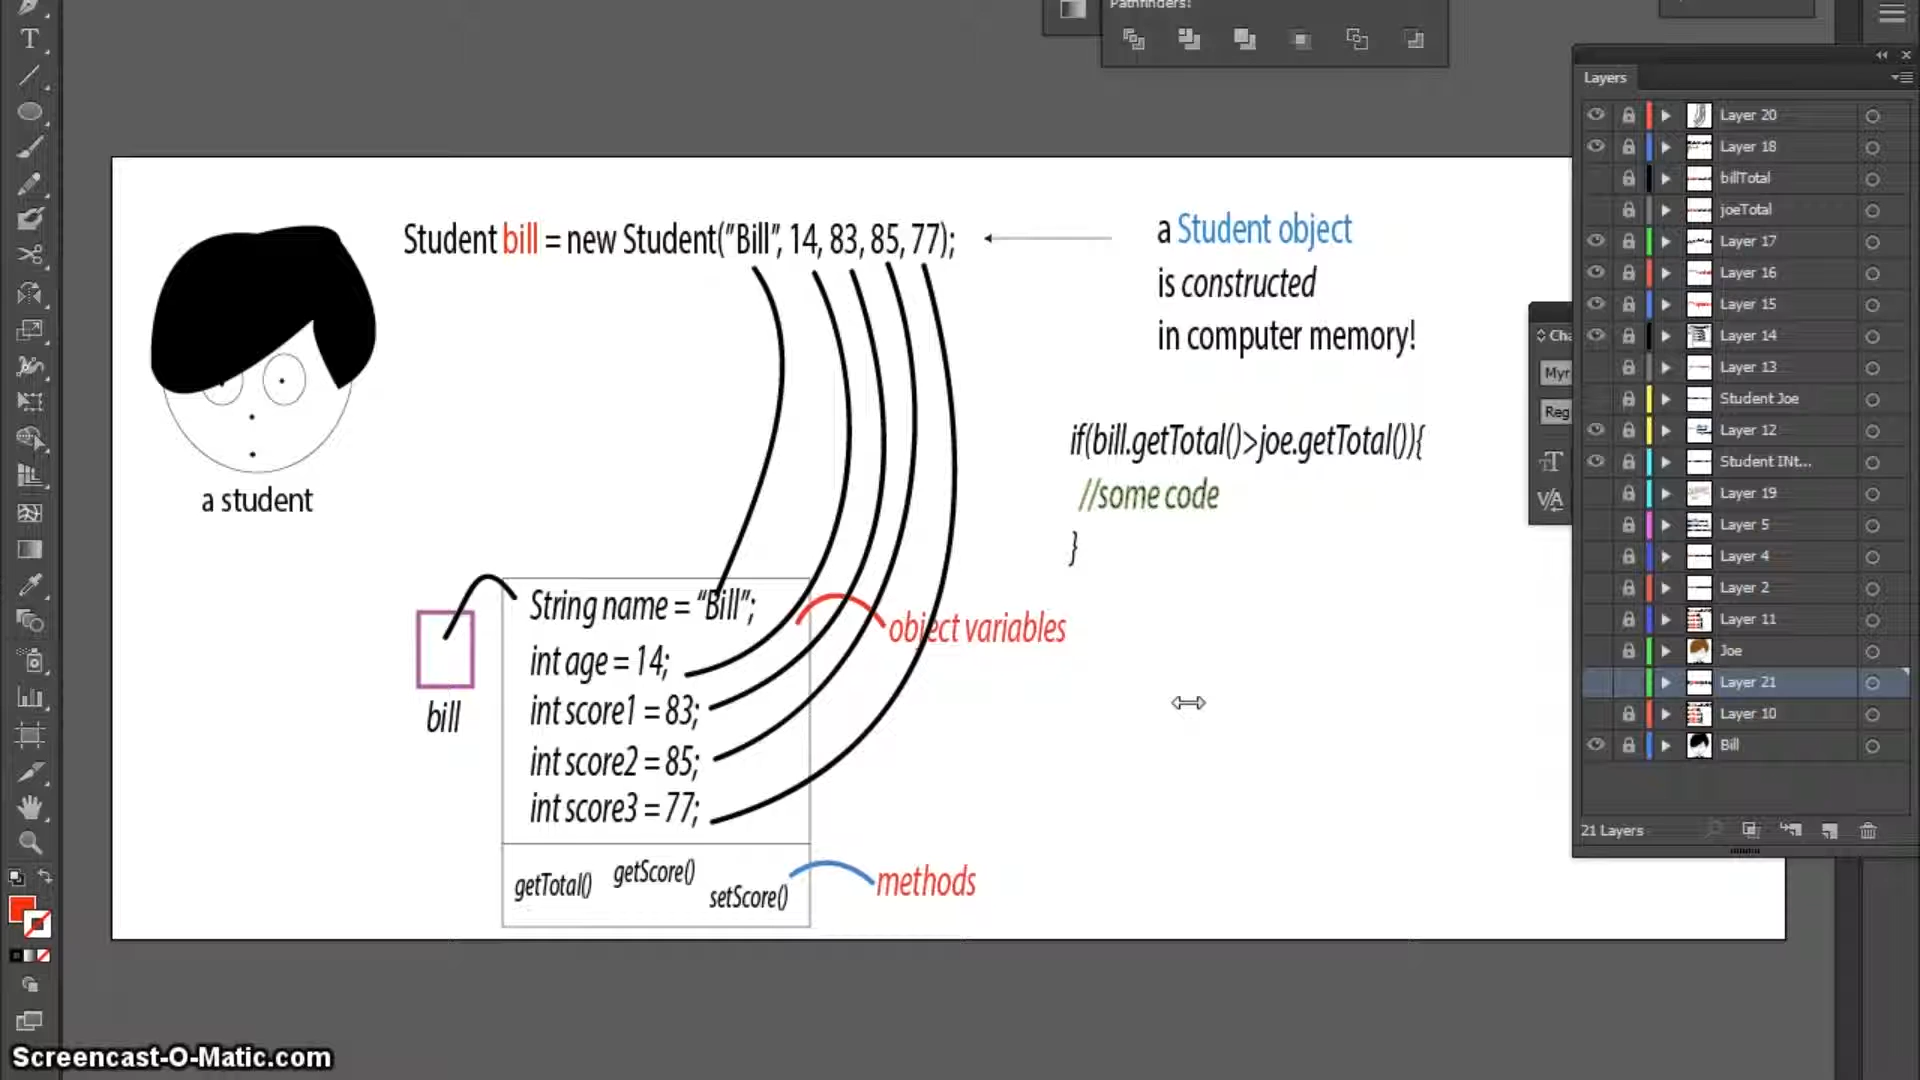 Pathfinders:
Layers
Layer 20
Layer 18
billTotal
joeTotal
Layer 17
Layer 16
Layer 15
Layer 14
Layer 13
Student Joe
Layer 12
Student INt...
Layer 19
Layer 5
Layer 4
Layer 2
Layer 11
Joe
Layer 21
Layer 10
Bill
21 Layers
Cha
Myr
Reg
Student bill = new Student("Bill", 14, 83, 85, 77);
a Student object
is constructed
in computer memory!
if(bill.getTotal()>joe.getTotal()){
//some code
}
a student
String name = “Bill”;
int age = 14;
int score1 = 83;
int score2 = 85;
int score3 = 77;
object variables
bill
getTotal() getScore() setScore()
methods
Screencast-O-Matic.com